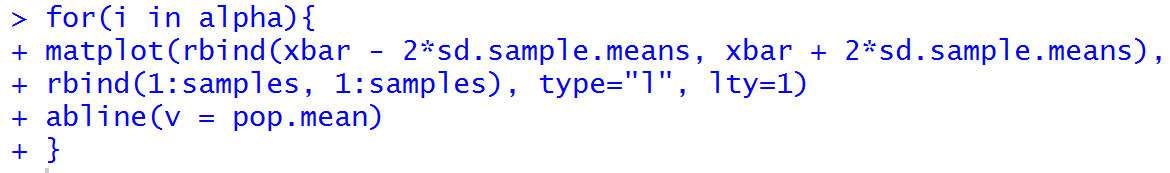 > for(i in alpha){
+ matplot(rbind(xbar - 2*sd.sample.means, xbar + 2*sd.sample.means),
+ rbind(1:samples, 1:samples), type="l", lty=1)
+ abline(v = pop.mean)
+ }